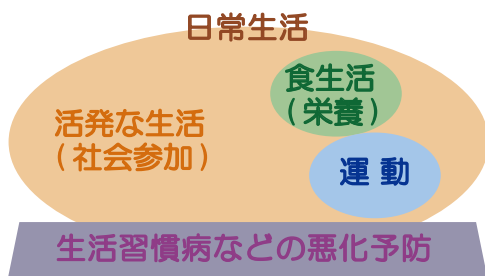 日常生活
食生活
(栄養)
活発な生活
(社会参加)
運 動
生活習慣病などの悪化予防